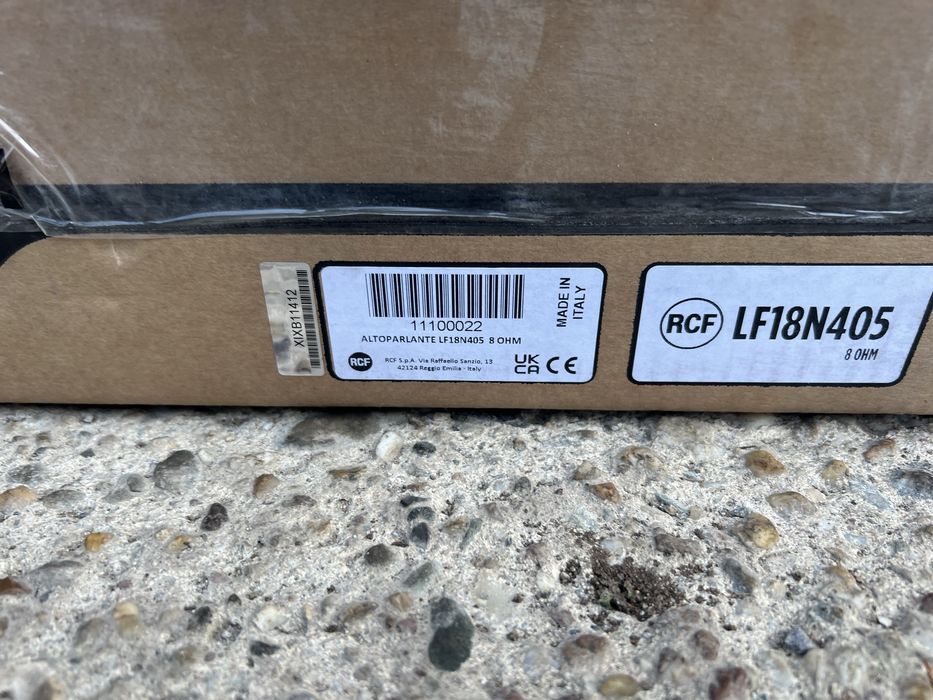 XIXB11412
11100022
ALTOPARLANTE LF18N405 8 OHM
RCF
RCF S.p.A. Via Raffaello Sanzio, 13
42124 Reggio Emilia - Italy
UK
CA CE
MADE IN
ITALY
RCF LF18N405
8 OHM